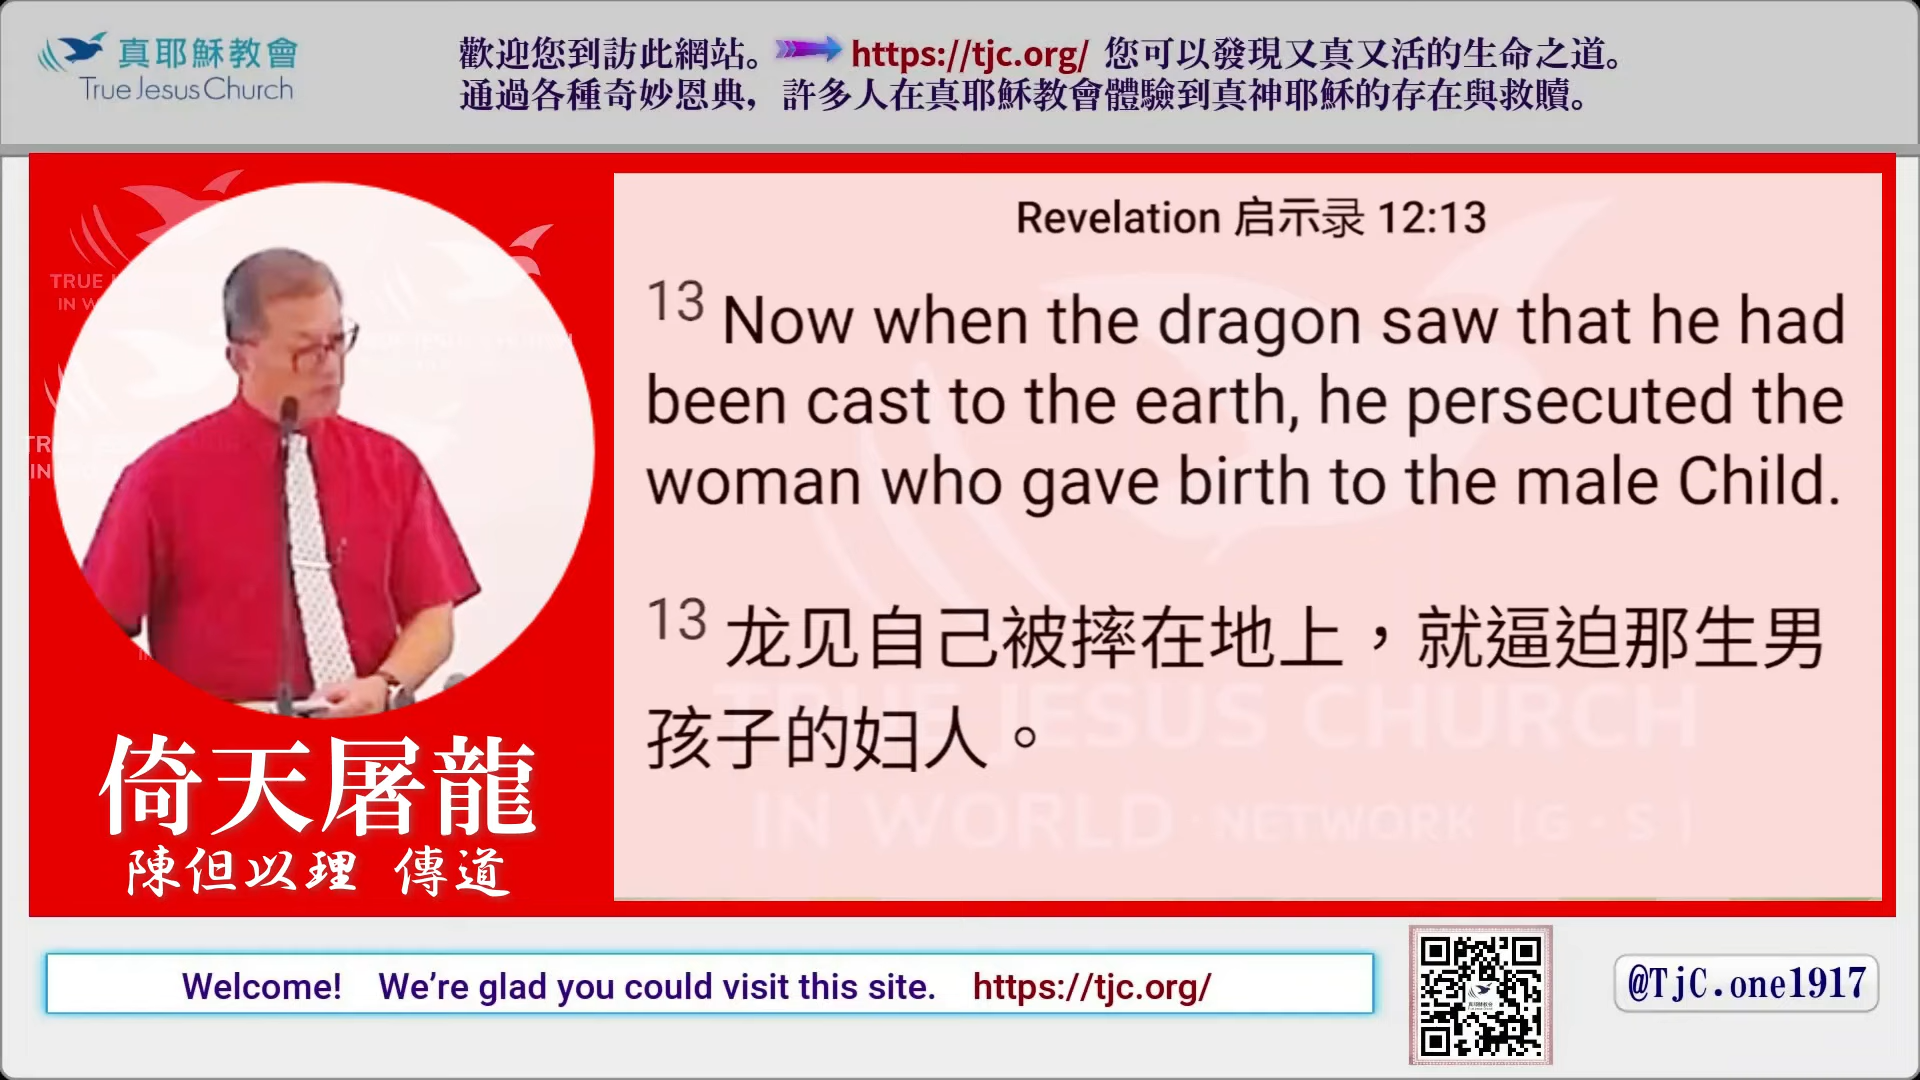 真耶穌教會
True Jesus Church
歡迎您到訪此網站。 https://tjc.org/ 您可以發現又真又活的生命之道。
通過各種奇妙恩典，許多人在真耶穌教會體驗到真神耶穌的存在與救贖。
Revelation 启示录 12:13
13 Now when the dragon saw that he had
been cast to the earth, he persecuted the
woman who gave birth to the male Child.
13 龙见自己被摔在地上，就逼迫那生男
孩子的妇人。
TRUE JESUS CHURCH
IN WORLD · NETWORK (G · S)
倚天屠龍
陳但以理 傳道
Welcome! We’re glad you could visit this site. https://tjc.org/
@TjC.one1917